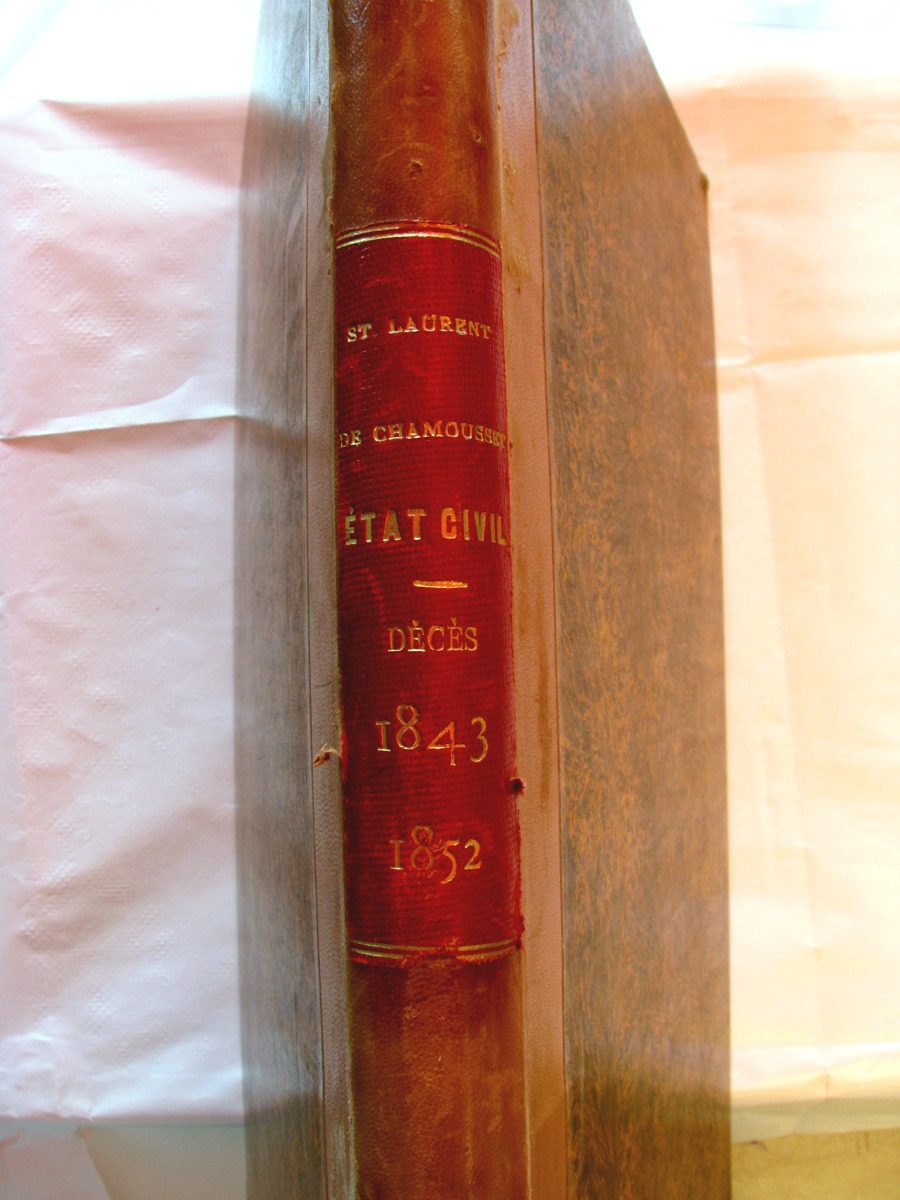 ST LAURENT
DE CHAMOUSSET
ÉTAT CIVIL
DÉCÈS
1843
1852